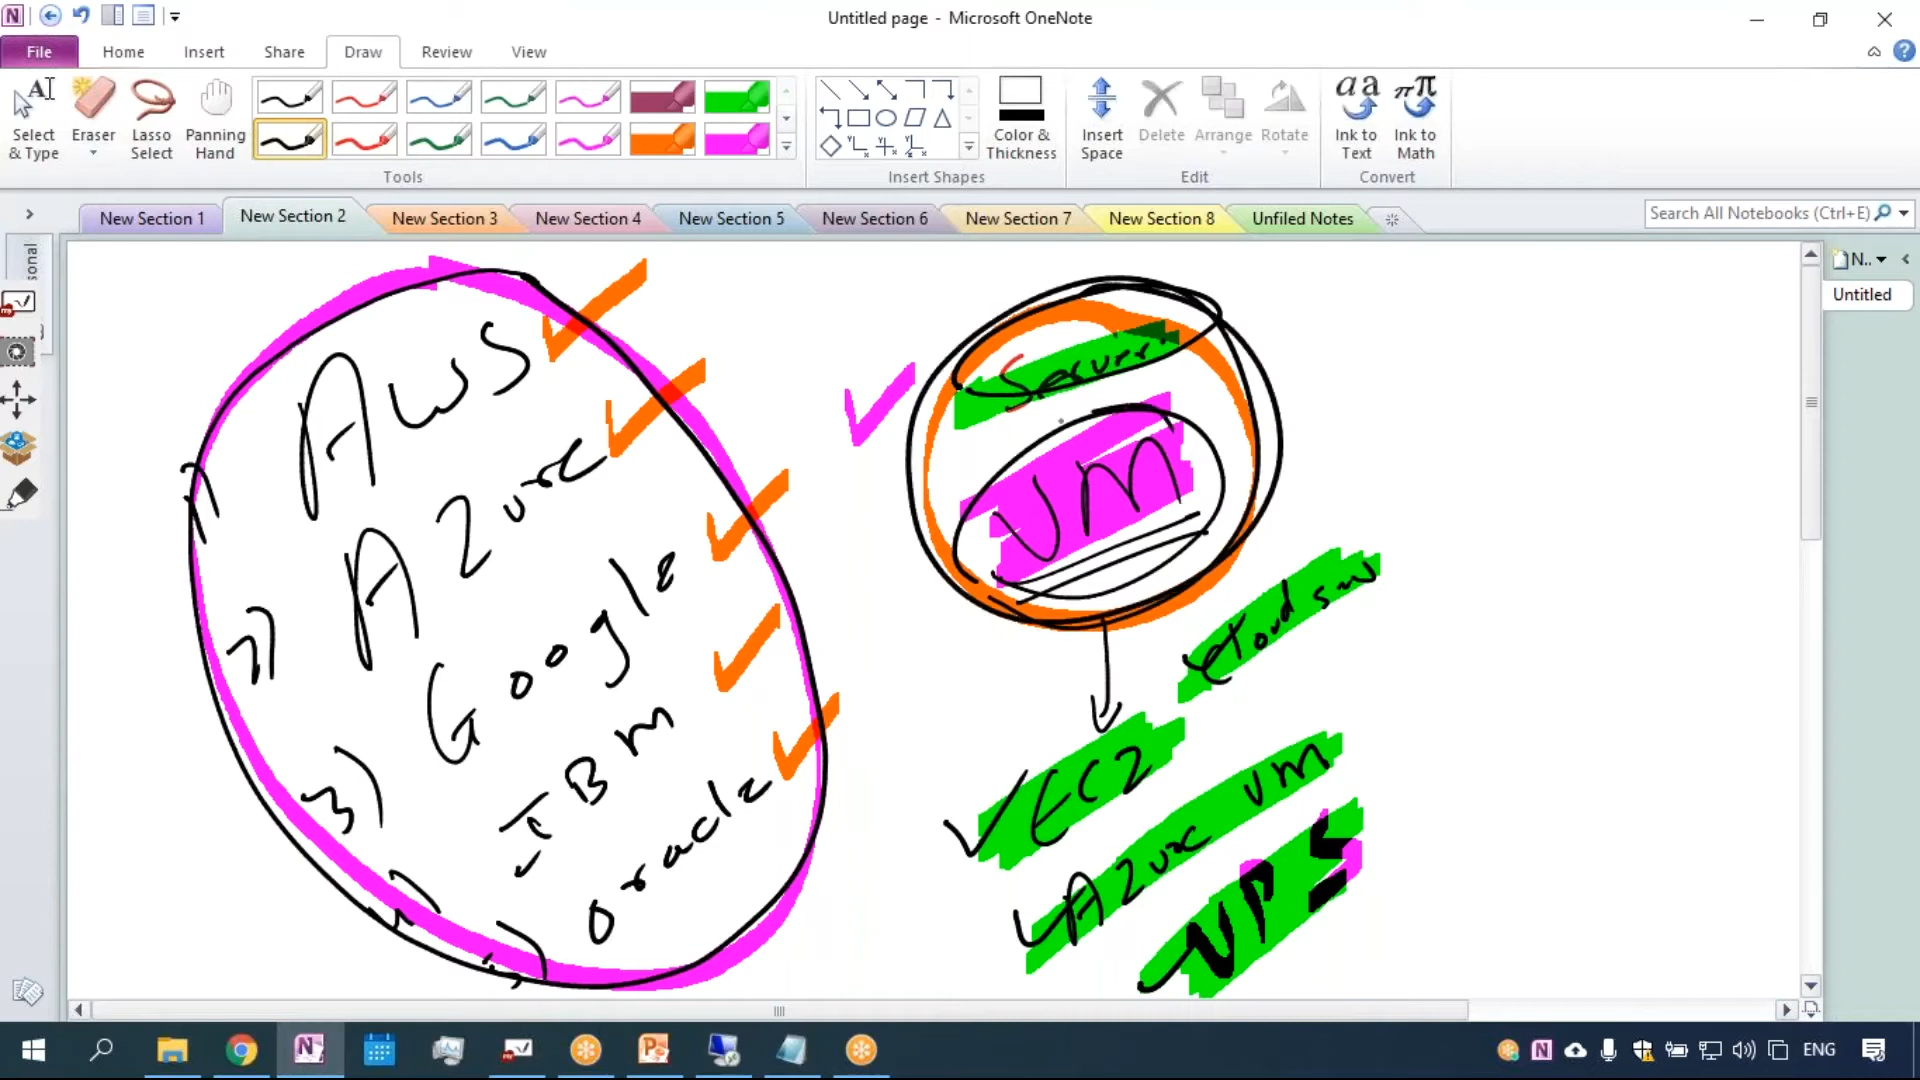 Untitled page - Microsoft OneNote
File Home Insert Share Draw Review View
Select & Type
Eraser
Lasso Select
Panning Hand
Color & Thickness
Insert Space
Delete
Arrange
Rotate
Ink to Text
Ink to Math
Tools
Insert Shapes
Edit
Convert
New Section 1 New Section 2 New Section 3 New Section 4 New Section 5 New Section 6 New Section 7 New Section 8 Unfiled Notes
Search All Notebooks (Ctrl+E)
sonal
N..
Untitled
1) AWS
2) Azure
3) Google
4) IBM
5) Oracle
VM
EC2
Azure VM
VPS
ENG